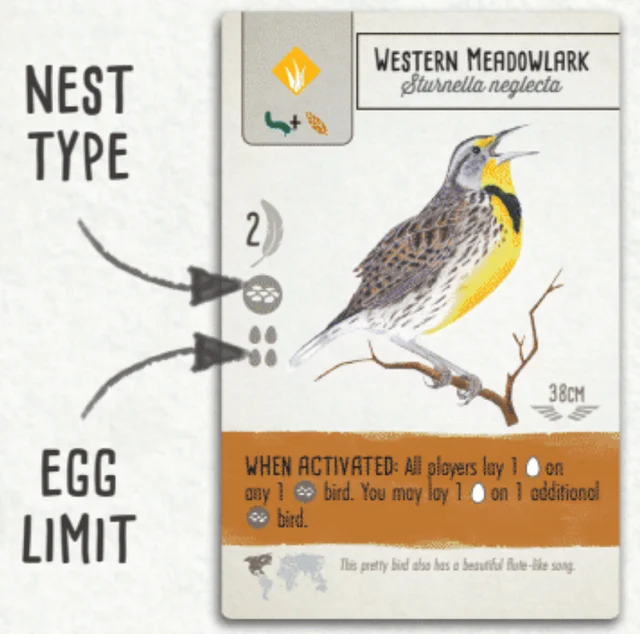 NEST
TYPE
EGG
LIMIT
WESTERN MEADOWLARK
Sturnella neglecta
+
2
38CM
WHEN ACTIVATED: All players lay 1 on
any 1 bird. You may lay 1 on 1 additional
bird.
This pretty bird also has a beautiful flute-like song.